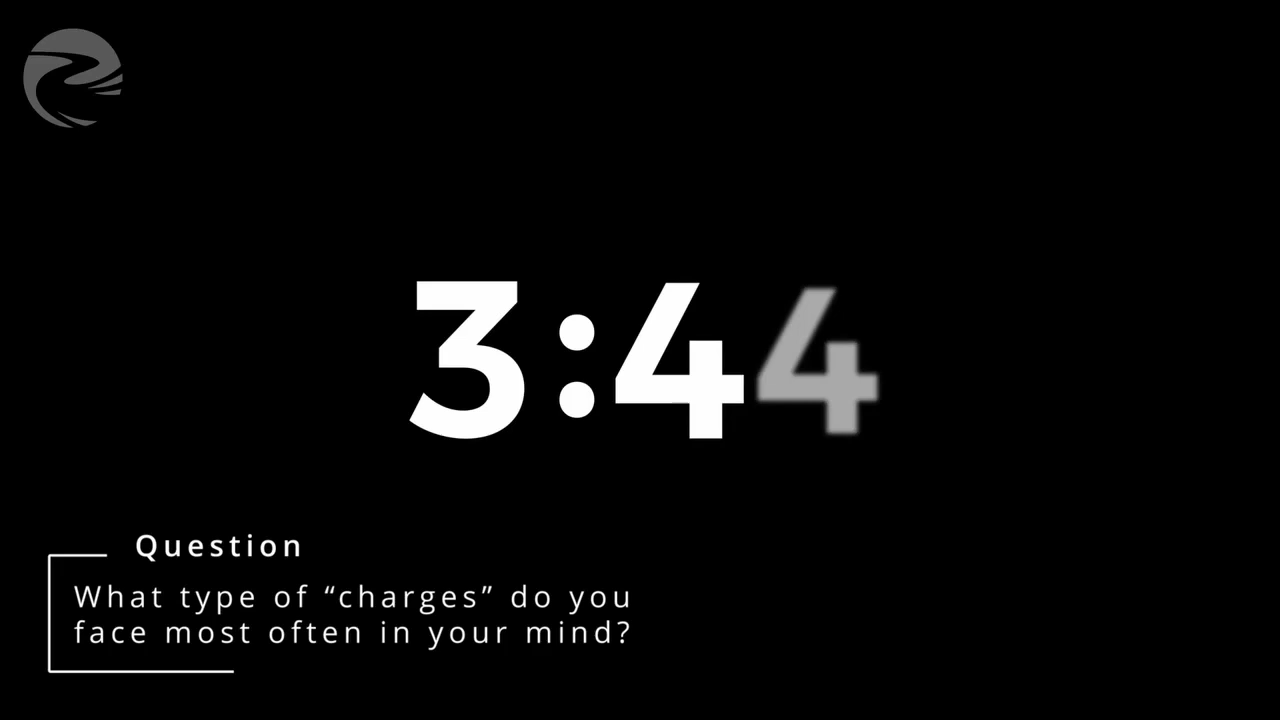 3:44
Question
What type of “charges” do you
face most often in your mind?